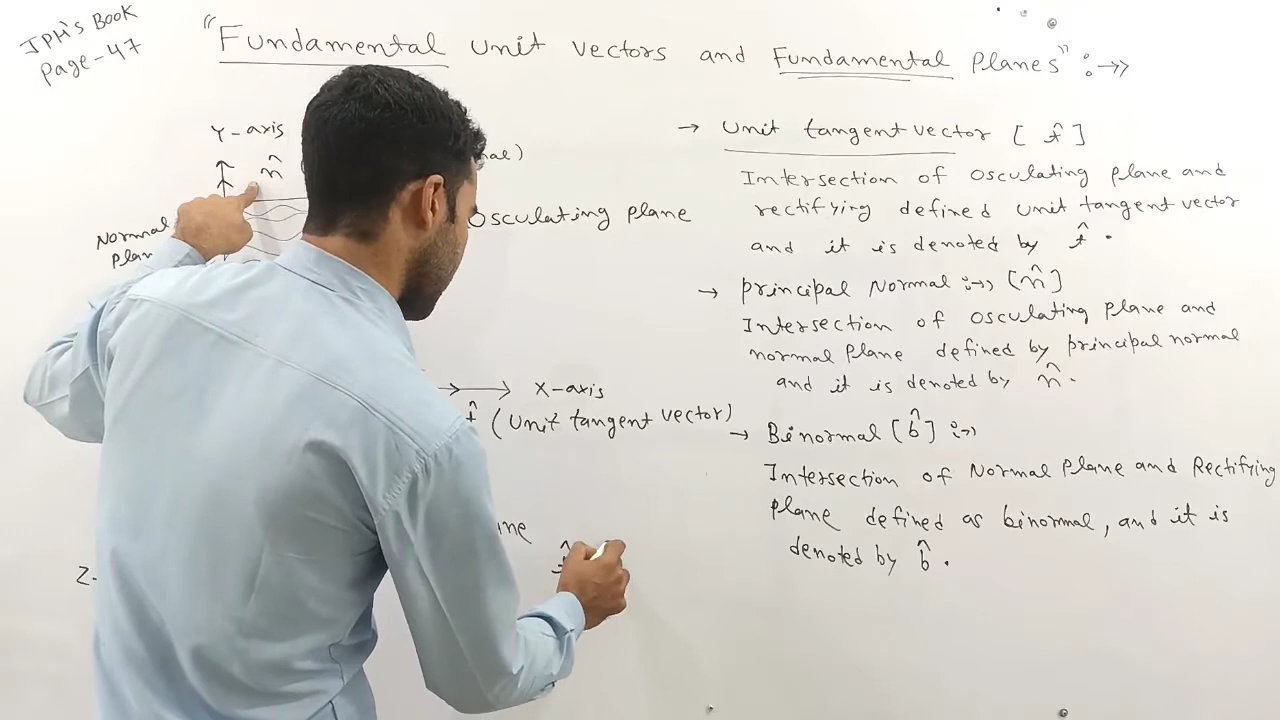 JPH's Book
Page-47
"Fundamental Unit Vectors and Fundamental Planes" :→>
Y-axis
n̂
Osculating plane
Normal
X-axis
t̂ (Unit tangent vector)
→ Unit tangent vector [ t̂ ]
Intersection of osculating plane and
rectifying defined unit tangent vector
and it is denoted by t̂ .
→ Principal Normal :→> [n̂]
Intersection of osculating plane and
normal plane defined by principal normal
and it is denoted by n̂ .
→ Binormal [b̂] :→>
Intersection of Normal plane and Rectifying
plane defined as binormal, and it is
denoted by b̂ .